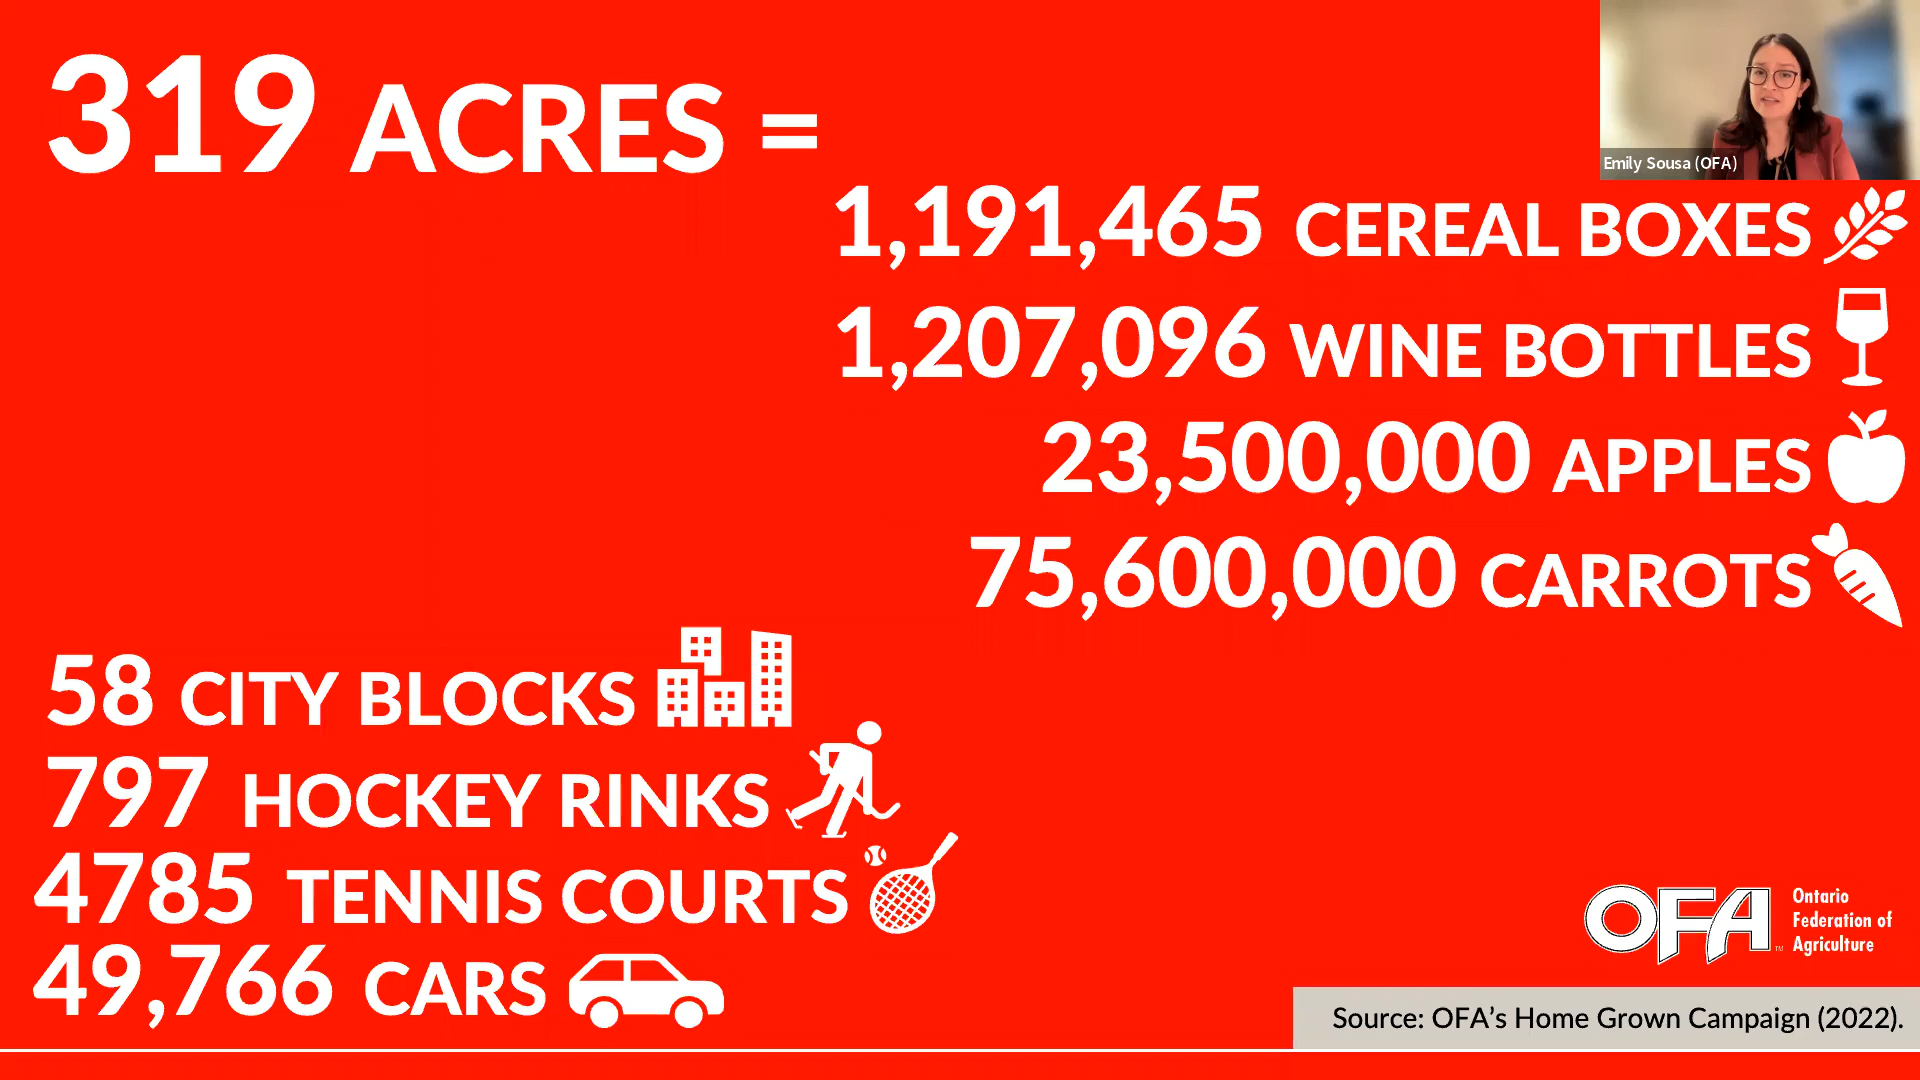 319 ACRES =
Emily Sousa (OFA)
1,191,465 CEREAL BOXES
1,207,096 WINE BOTTLES
23,500,000 APPLES
75,600,000 CARROTS
58 CITY BLOCKS
797 HOCKEY RINKS
4785 TENNIS COURTS
49,766 CARS
OFA™
Ontario
Federation of
Agriculture
Source: OFA’s Home Grown Campaign (2022).